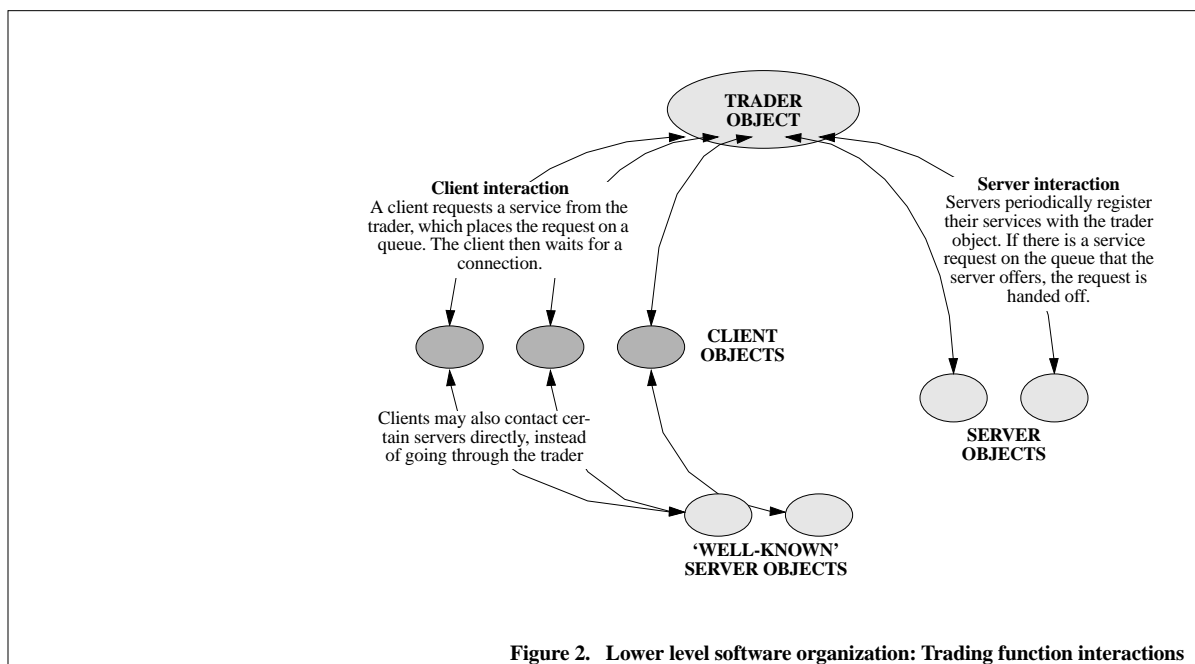 TRADER
OBJECT
Client interaction
A client requests a service from the
trader, which places the request on a
queue. The client then waits for a
connection.
Server interaction
Servers periodically register
their services with the trader
object. If there is a service
request on the queue that the
server offers, the request is
handed off.
CLIENT
OBJECTS
Clients may also contact cer-
tain servers directly, instead
of going through the trader
SERVER
OBJECTS
‘WELL-KNOWN’
SERVER OBJECTS
Figure 2. Lower level software organization: Trading function interactions